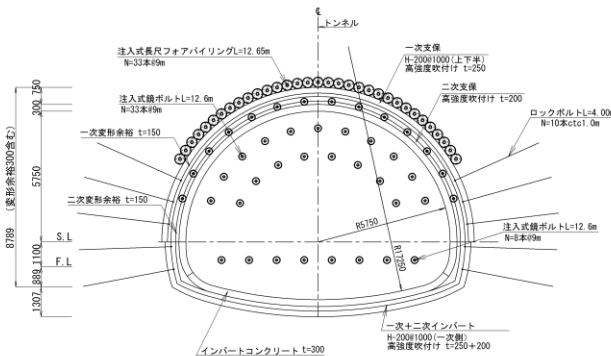 C
L
トンネル
注入式長尺フォアパイリングL=12.65m
N=33本@9m
一次支保
H-200@1000(上下半)
高強度吹付け t=250
二次支保
高強度吹付け t=200
注入式鏡ボルトL=12.6m
N=33本@9m
ロックボルトL=4.00m
N=10本ctc1.0m
一次変形余裕 t=150
二次変形余裕 t=150
750
300
5750
8789 (変形余裕300含む)
1100
889
1307
S.L
F.L
R5750
R17250
注入式鏡ボルトL=12.6m
N=8本@9m
一次+二次インバート
H-200@1000(一次側)
高強度吹付け t=250+200
インバートコンクリート t=300